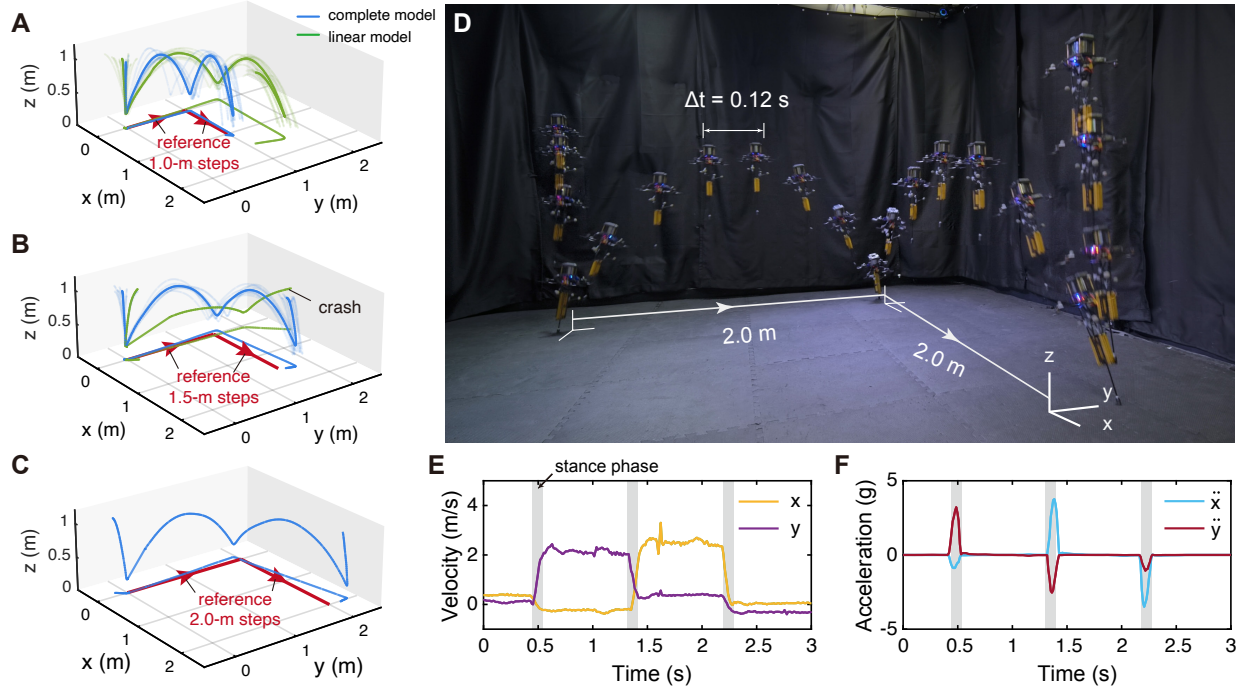 A
complete model
linear model
z (m)
1
0.5
0
reference
1.0-m steps
0
1
2
x (m)
0
1
2
y (m)
B
z (m)
1
0.5
0
crash
reference
1.5-m steps
0
1
2
x (m)
0
1
2
y (m)
C
z (m)
1
0.5
0
reference
2.0-m steps
0
1
2
x (m)
0
1
2
y (m)
D
Δt = 0.12 s
2.0 m
2.0 m
z
y
x
E
stance phase
Velocity (m/s)
4
2
0
x
y
0 0.5 1 1.5 2 2.5 3
Time (s)
F
Acceleration (g)
5
0
-5
ẍ
ÿ
0 0.5 1 1.5 2 2.5 3
Time (s)